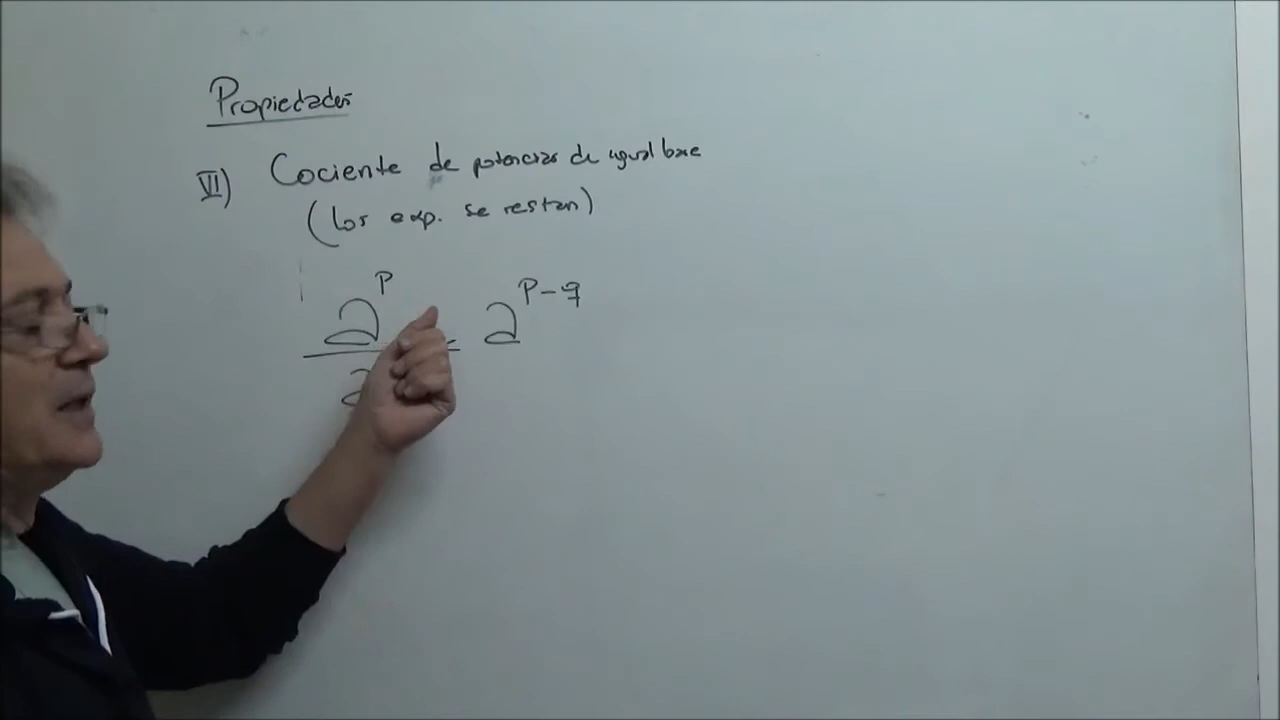 Propiedades
VI) Cociente de potencias de igual base
(los exp. se restan)
a^p
= a^(p-q)
a